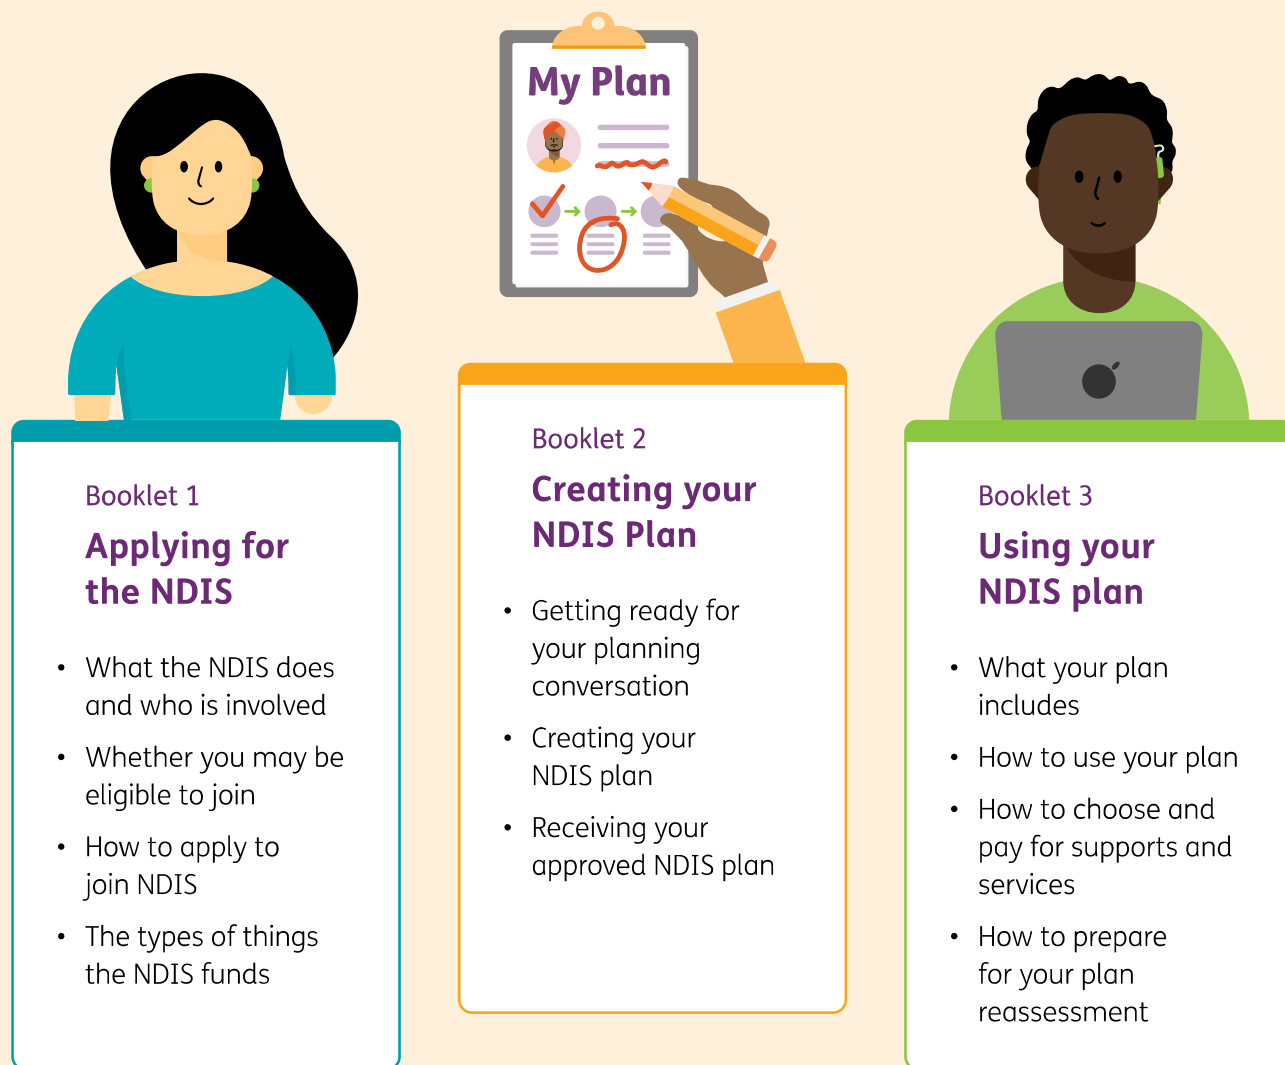 My Plan
Booklet 1
Applying for
the NDIS
• What the NDIS does
and who is involved
• Whether you may be
eligible to join
• How to apply to
join NDIS
• The types of things
the NDIS funds
Booklet 2
Creating your
NDIS Plan
• Getting ready for
your planning
conversation
• Creating your
NDIS plan
• Receiving your
approved NDIS plan
Booklet 3
Using your
NDIS plan
• What your plan
includes
• How to use your plan
• How to choose and
pay for supports and
services
• How to prepare
for your plan
reassessment